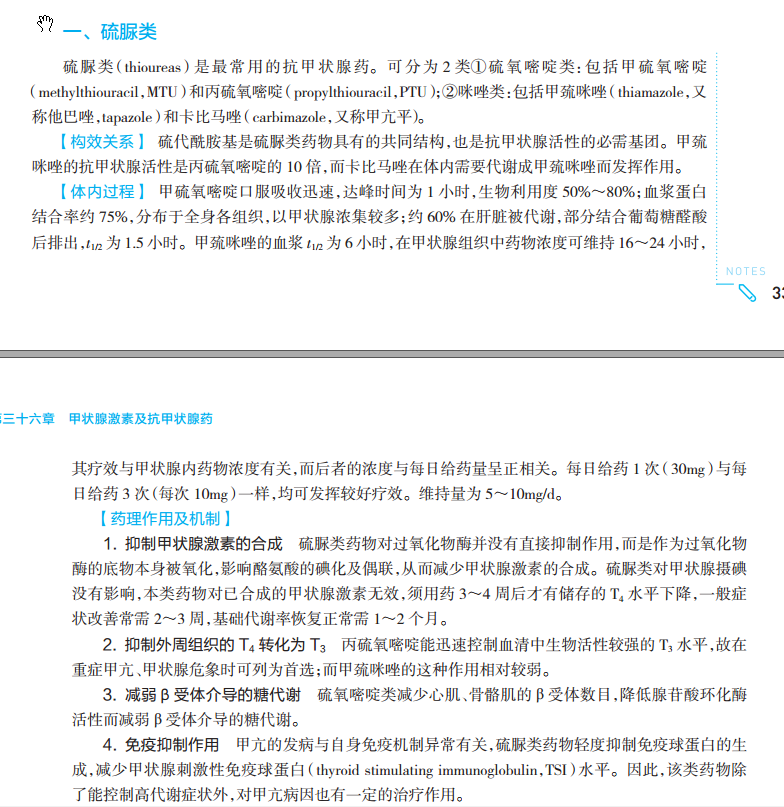 一、硫脲类
硫脲类(thioureas)是最常用的抗甲状腺药。可分为 2 类①硫氧嘧啶类:包括甲硫氧嘧啶
(methylthiouracil,MTU)和丙硫氧嘧啶(propylthiouracil,PTU);②咪唑类:包括甲巯咪唑(thiamazole,又
称他巴唑,tapazole)和卡比马唑(carbimazole,又称甲亢平)。
【构效关系】 硫代酰胺基是硫脲类药物具有的共同结构,也是抗甲状腺活性的必需基团。甲巯
咪唑的抗甲状腺活性是丙硫氧嘧啶的 10 倍,而卡比马唑在体内需要代谢成甲巯咪唑而发挥作用。
【体内过程】 甲硫氧嘧啶口服吸收迅速,达峰时间为 1 小时,生物利用度 50%～80%;血浆蛋白
结合率约 75%,分布于全身各组织,以甲状腺浓集较多;约 60% 在肝脏被代谢,部分结合葡萄糖醛酸
后排出,t1/2 为 1.5 小时。甲巯咪唑的血浆 t1/2 为 6 小时,在甲状腺组织中药物浓度可维持 16～24 小时,
NOTES
33
三十六章 甲状腺激素及抗甲状腺药
其疗效与甲状腺内药物浓度有关,而后者的浓度与每日给药量呈正相关。每日给药 1 次(30mg)与每
日给药 3 次(每次 10mg)一样,均可发挥较好疗效。维持量为 5～10mg/d。
【药理作用及机制】
1. 抑制甲状腺激素的合成 硫脲类药物对过氧化物酶并没有直接抑制作用,而是作为过氧化物
酶的底物本身被氧化,影响酪氨酸的碘化及偶联,从而减少甲状腺激素的合成。硫脲类对甲状腺摄碘
没有影响,本类药物对已合成的甲状腺激素无效,须用药 3～4 周后才有储存的 T₄ 水平下降,一般症
状改善常需 2～3 周,基础代谢率恢复正常需 1～2 个月。
2. 抑制外周组织的 T₄ 转化为 T₃ 丙硫氧嘧啶能迅速控制血清中生物活性较强的 T₃ 水平,故在
重症甲亢、甲状腺危象时可列为首选;而甲巯咪唑的这种作用相对较弱。
3. 减弱 β 受体介导的糖代谢 硫氧嘧啶类减少心肌、骨骼肌的 β 受体数目,降低腺苷酸环化酶
活性而减弱 β 受体介导的糖代谢。
4. 免疫抑制作用 甲亢的发病与自身免疫机制异常有关,硫脲类药物轻度抑制免疫球蛋白的生
成,减少甲状腺刺激性免疫球蛋白(thyroid stimulating immunoglobulin,TSI)水平。因此,该类药物除
了能控制高代谢症状外,对甲亢病因也有一定的治疗作用。